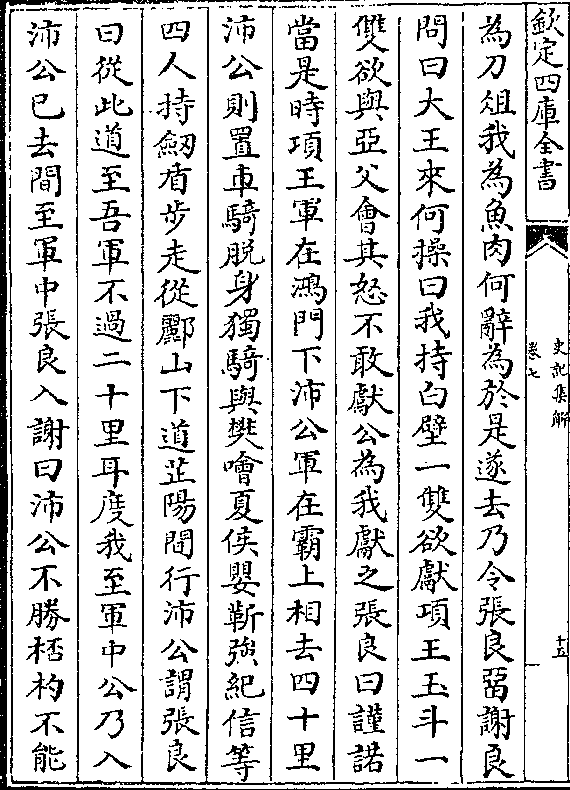 欽定四庫全書
史記集解
卷七
十五
為刀俎我為魚肉何辭為於是遂去乃令張良畱謝良
問曰大王來何操曰我持白璧一雙欲獻項王玉斗一
雙欲與亞父會其怒不敢獻公為我獻之張良曰謹諾
當是時項王軍在鴻門下沛公軍在霸上相去四十里
沛公則置車騎脫身獨騎與樊噲夏侯嬰靳強紀信等
四人持劒盾步走從酈山下道芷陽間行沛公謂張良
曰從此道至吾軍不過二十里耳度我至軍中公乃入
沛公已去間至軍中張良入謝曰沛公不勝桮杓不能